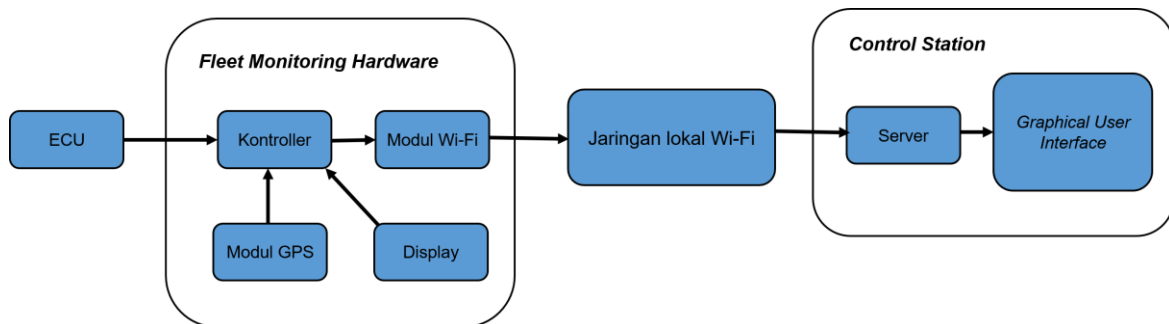 Fleet Monitoring Hardware
Control Station
ECU
Kontroller
Modul Wi-Fi
Jaringan lokal Wi-Fi
Server
Graphical User
Interface
Modul GPS
Display